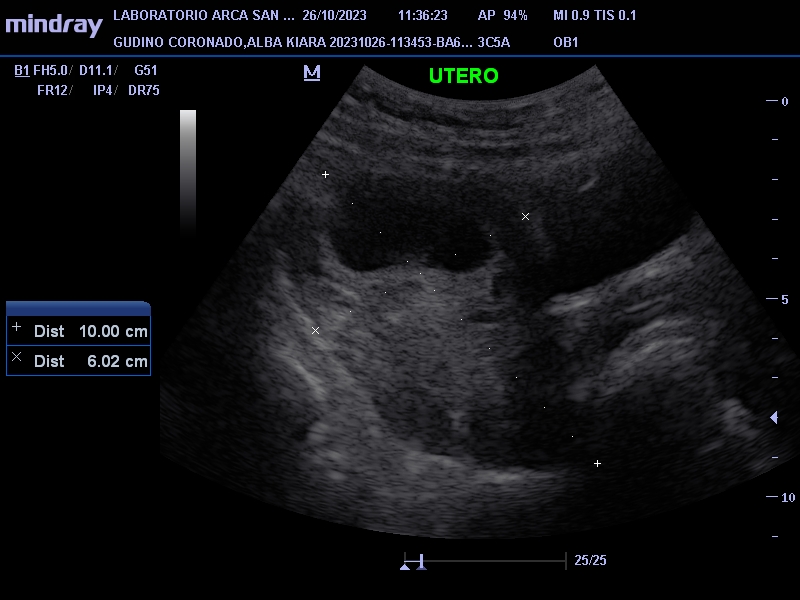 mindray
LABORATORIO ARCA SAN ... 26/10/2023 11:36:23 AP 94% MI 0.9 TIS 0.1
GUDINO CORONADO,ALBA KIARA 20231026-113453-BA6... 3C5A OB1
B1 FH5.0/ D11.1/ G51
FR12/ IP4/ DR75
M
UTERO
0
5
+ Dist 10.00 cm
× Dist 6.02 cm
10
25/25